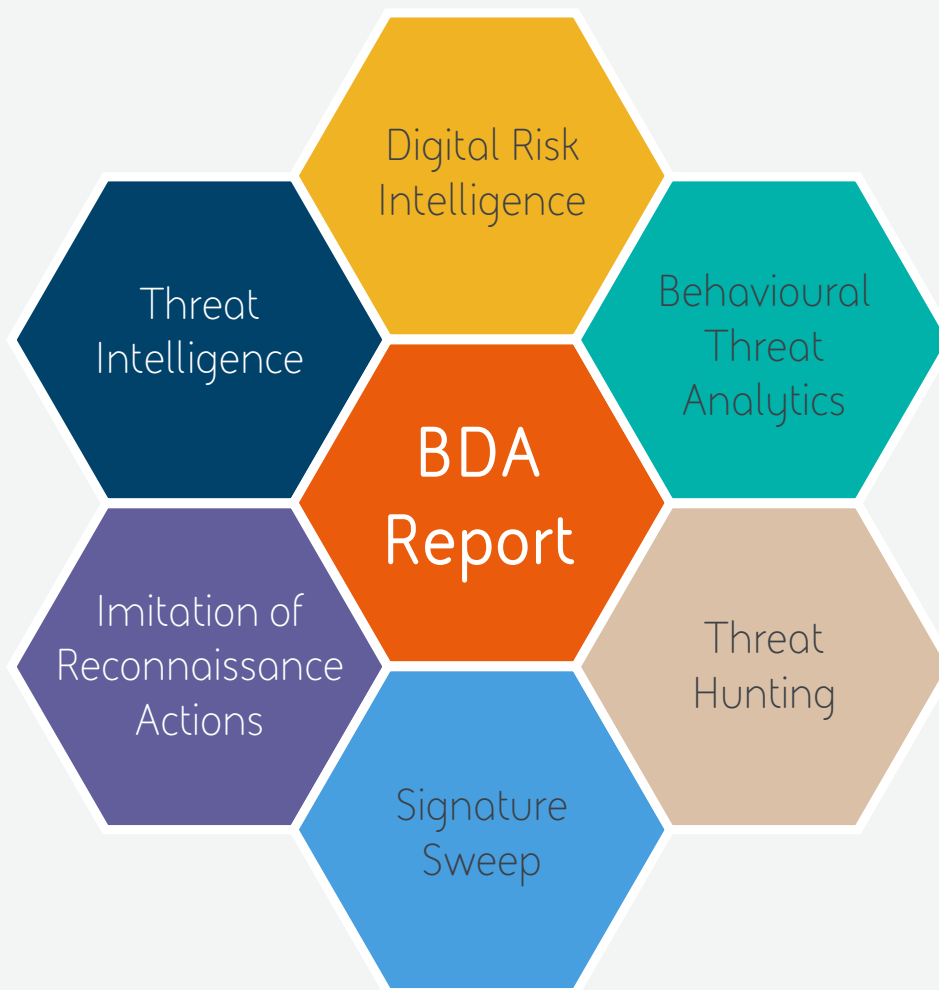 Digital Risk
Intelligence
Threat
Intelligence
Behavioural
Threat
Analytics
BDA
Report
Imitation of
Reconnaissance
Actions
Threat
Hunting
Signature
Sweep